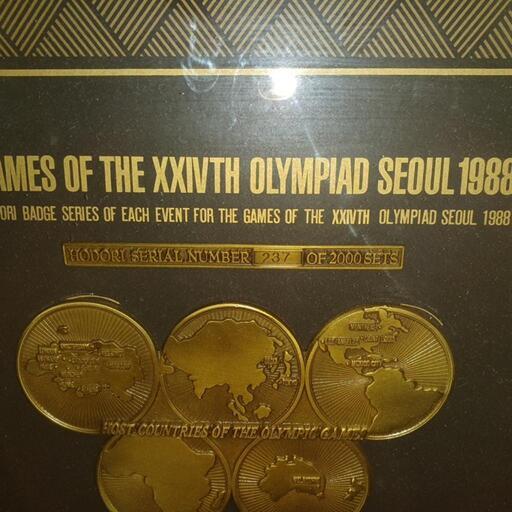 AMES OF THE XXIVTH OLYMPIAD SEOUL 1988
ORI BADGE SERIES OF EACH EVENT FOR THE GAMES OF THE XXIVTH OLYMPIAD SEOUL 1988
HODORI SERIAL NUMBER 237 OF 2000 SETS
HOST COUNTRIES OF THE OLYMPIC GAMES